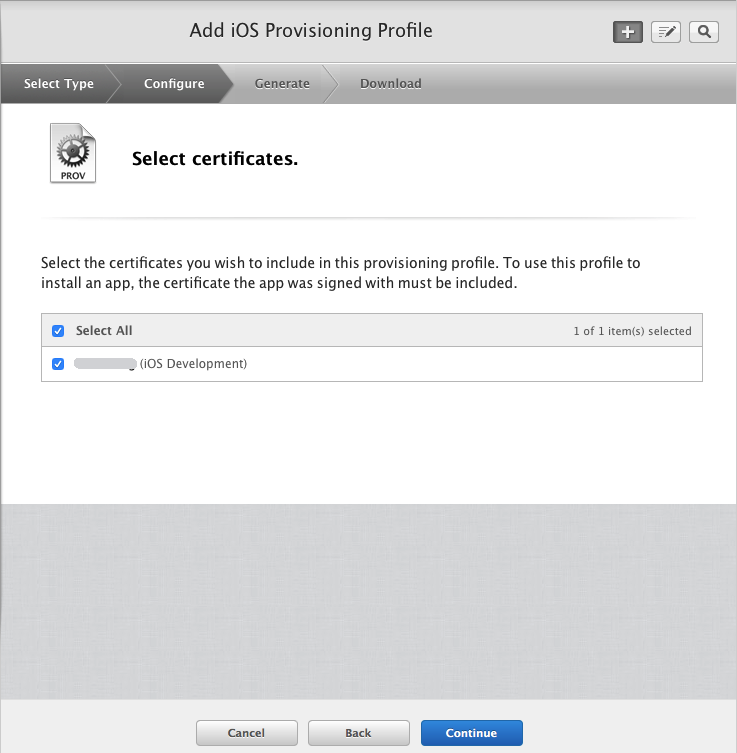 Add iOS Provisioning Profile
Select Type Configure Generate Download
PROV
Select certificates.
Select the certificates you wish to include in this provisioning profile. To use this profile to
install an app, the certificate the app was signed with must be included.
Select All 1 of 1 item(s) selected
(iOS Development)
Cancel Back Continue